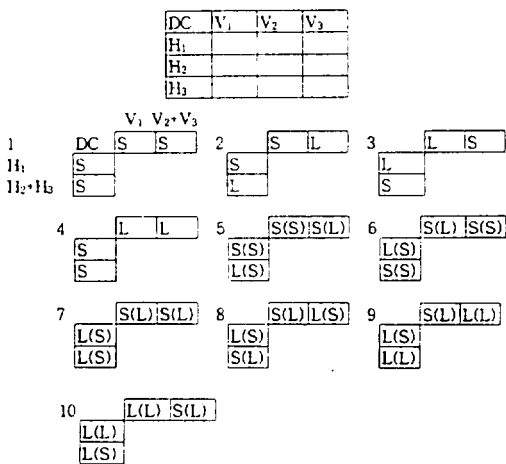 DC V1 V2 V3
H1
H2
H3
V1 V2+V3
1 DC S S
H1 S
H2+H3 S
2 S L
S
L
3 L S
L
S
4 L L
S
S
5 S(S) S(L)
S(S)
L(S)
6 S(L) S(S)
L(S)
S(S)
7 S(L) S(L)
L(S)
L(S)
8 S(L) L(S)
L(S)
S(L)
9 S(L) L(L)
L(S)
L(L)
10 L(L) S(L)
L(L)
L(S)